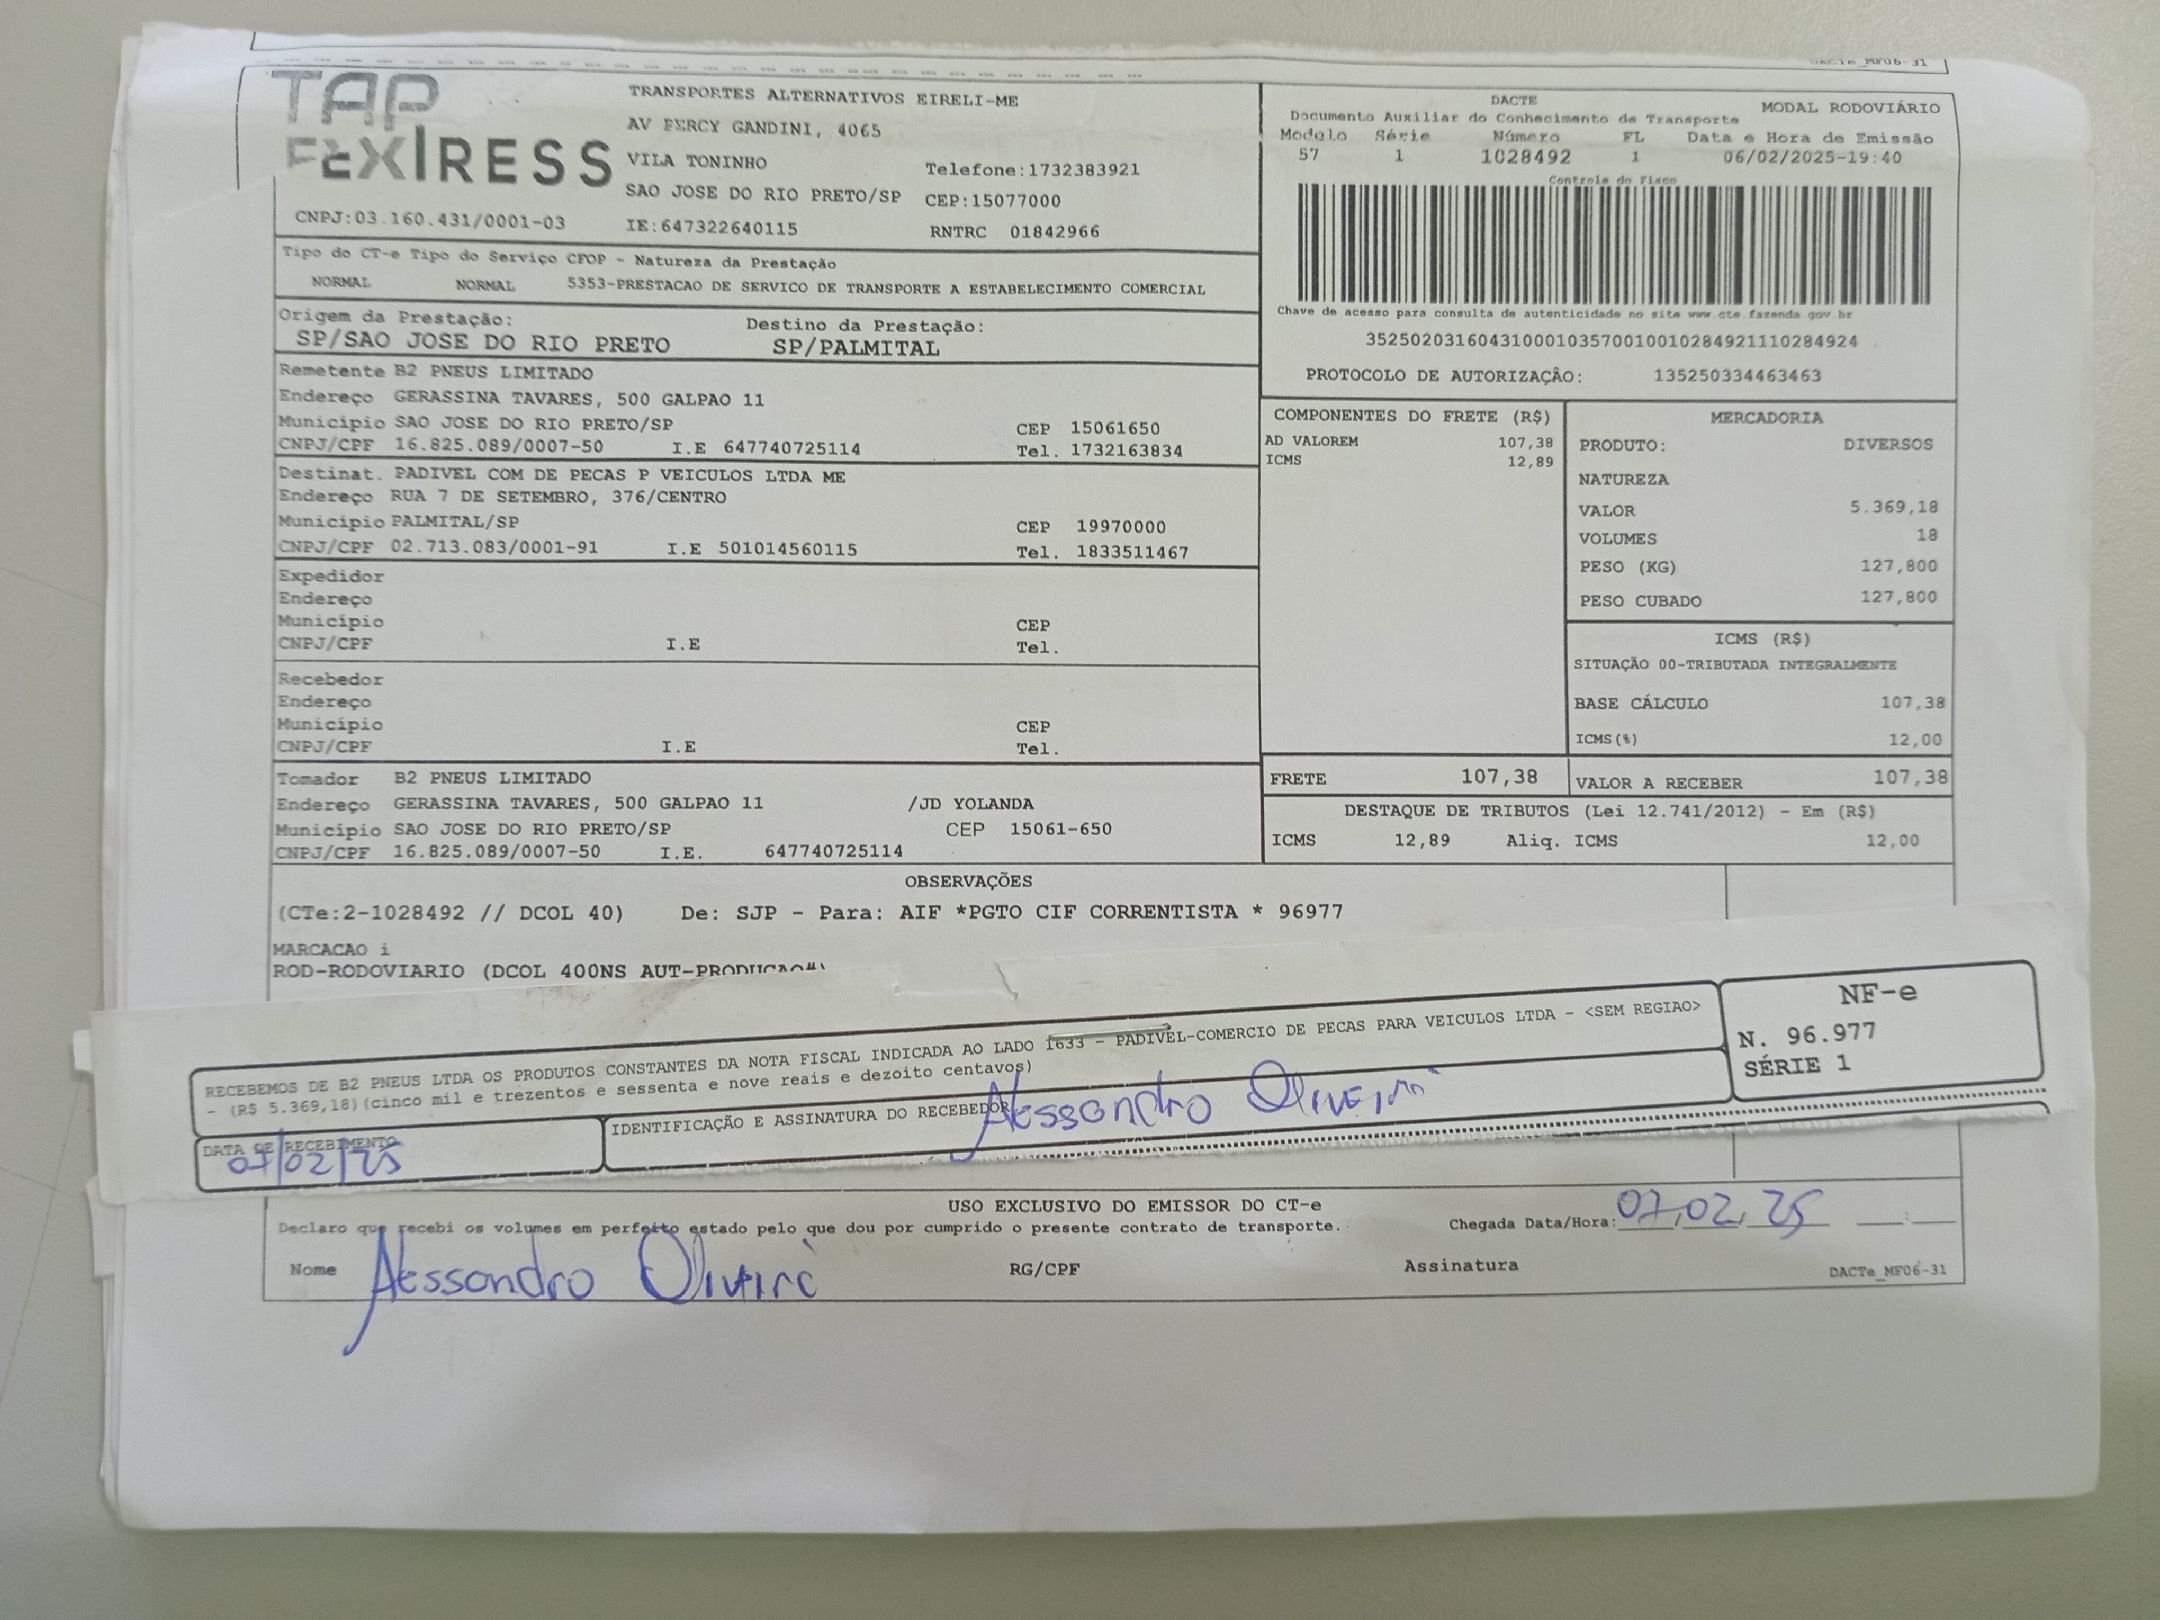 DACTe_MF06-31
TAP
EXPRESS
TRANSPORTES ALTERNATIVOS EIRELI-ME
AV PERCY GANDINI, 4065
VILA TONINHO Telefone:1732383921
SAO JOSE DO RIO PRETO/SP CEP:15077000
CNPJ:03.160.431/0001-03 IE:647322640115 RNTRC 01842966
DACTE MODAL RODOVIÁRIO
Documento Auxiliar do Conhecimento de Transporte
Modelo Série Número FL Data e Hora de Emissão
57 1 1028492 1 06/02/2025-19:40
Controle do Fisco
Chave de acesso para consulta de autenticidade no site www.cte.fazenda.gov.br
35250203160431000103570010010284921110284924
PROTOCOLO DE AUTORIZAÇÃO: 135250334463463
Tipo do CT-e Tipo do Serviço CFOP - Natureza da Prestação
NORMAL NORMAL 5353-PRESTACAO DE SERVICO DE TRANSPORTE A ESTABELECIMENTO COMERCIAL
Origem da Prestação: Destino da Prestação:
SP/SAO JOSE DO RIO PRETO SP/PALMITAL
Remetente B2 PNEUS LIMITADO
Endereço GERASSINA TAVARES, 500 GALPAO 11
Município SAO JOSE DO RIO PRETO/SP CEP 15061650
CNPJ/CPF 16.825.089/0007-50 I.E 647740725114 Tel. 1732163834
Destinat. PADIVEL COM DE PECAS P VEICULOS LTDA ME
Endereço RUA 7 DE SETEMBRO, 376/CENTRO
Município PALMITAL/SP CEP 19970000
CNPJ/CPF 02.713.083/0001-91 I.E 501014560115 Tel. 1833511467
Expedidor
Endereço
Município CEP
CNPJ/CPF I.E Tel.
Recebedor
Endereço
Município CEP
CNPJ/CPF I.E Tel.
Tomador B2 PNEUS LIMITADO
Endereço GERASSINA TAVARES, 500 GALPAO 11 /JD YOLANDA
Município SAO JOSE DO RIO PRETO/SP CEP 15061-650
CNPJ/CPF 16.825.089/0007-50 I.E. 647740725114
COMPONENTES DO FRETE (R$)
AD VALOREM 107,38
ICMS 12,89
MERCADORIA
PRODUTO: DIVERSOS
NATUREZA
VALOR 5.369,18
VOLUMES 18
PESO (KG) 127,800
PESO CUBADO 127,800
ICMS (R$)
SITUAÇÃO 00-TRIBUTADA INTEGRALMENTE
BASE CÁLCULO 107,38
ICMS(%) 12,00
FRETE 107,38 VALOR A RECEBER 107,38
DESTAQUE DE TRIBUTOS (Lei 12.741/2012) - Em (R$)
ICMS 12,89 Aliq. ICMS 12,00
OBSERVAÇÕES
(CTe:2-1028492 // DCOL 40) De: SJP - Para: AIF *PGTO CIF CORRENTISTA * 96977
MARCACAO i
ROD-RODOVIARIO (DCOL 400NS AUT-PRODUCAO
RECEBEMOS DE B2 PNEUS LTDA OS PRODUTOS CONSTANTES DA NOTA FISCAL INDICADA AO LADO 1633 - PADIVEL-COMERCIO DE PECAS PARA VEICULOS LTDA - <SEM REGIAO>
- (R$ 5.369,18)(cinco mil e trezentos e sessenta e nove reais e dezoito centavos)
NF-e
N. 96.977
SÉRIE 1
DATA DE RECEBIMENTO
07/02/25
IDENTIFICAÇÃO E ASSINATURA DO RECEBEDOR
Alessandro Oliveira
USO EXCLUSIVO DO EMISSOR DO CT-e
Declaro que recebi os volumes em perfeito estado pelo que dou por cumprido o presente contrato de transporte. Chegada Data/Hora: 07,02,25 :
Nome Alessandro Oliveira RG/CPF Assinatura DACTe_MF06-31